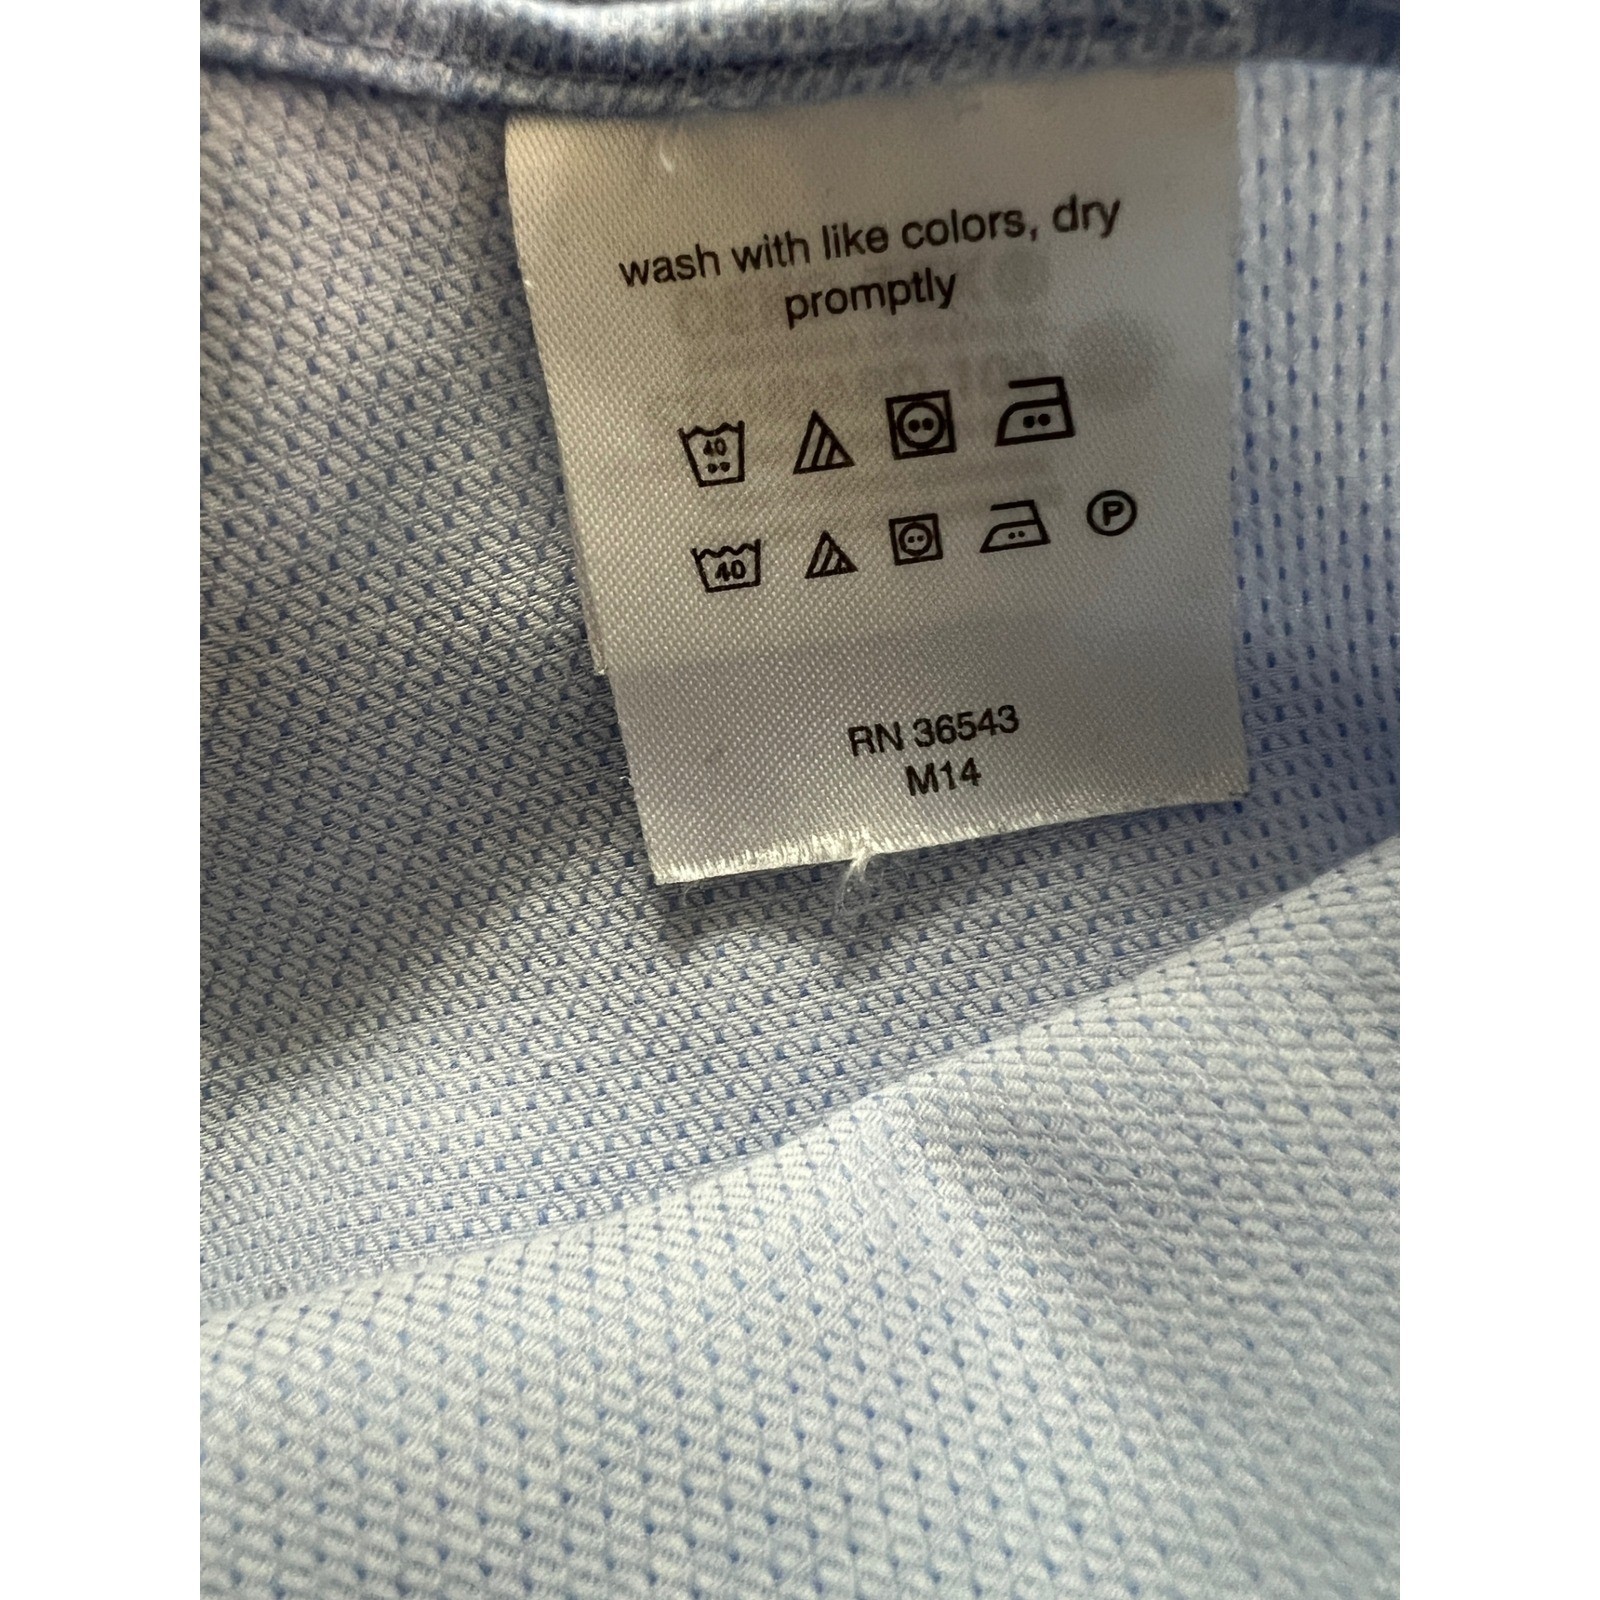 wash with like colors, dry
promptly
40
40
P
RN 36543
M14